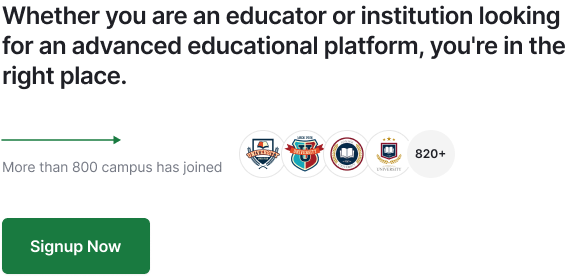 Whether you are an educator or institution looking
for an advanced educational platform, you're in the
right place.
More than 800 campus has joined
820+
UNIVERSITY
Signup Now